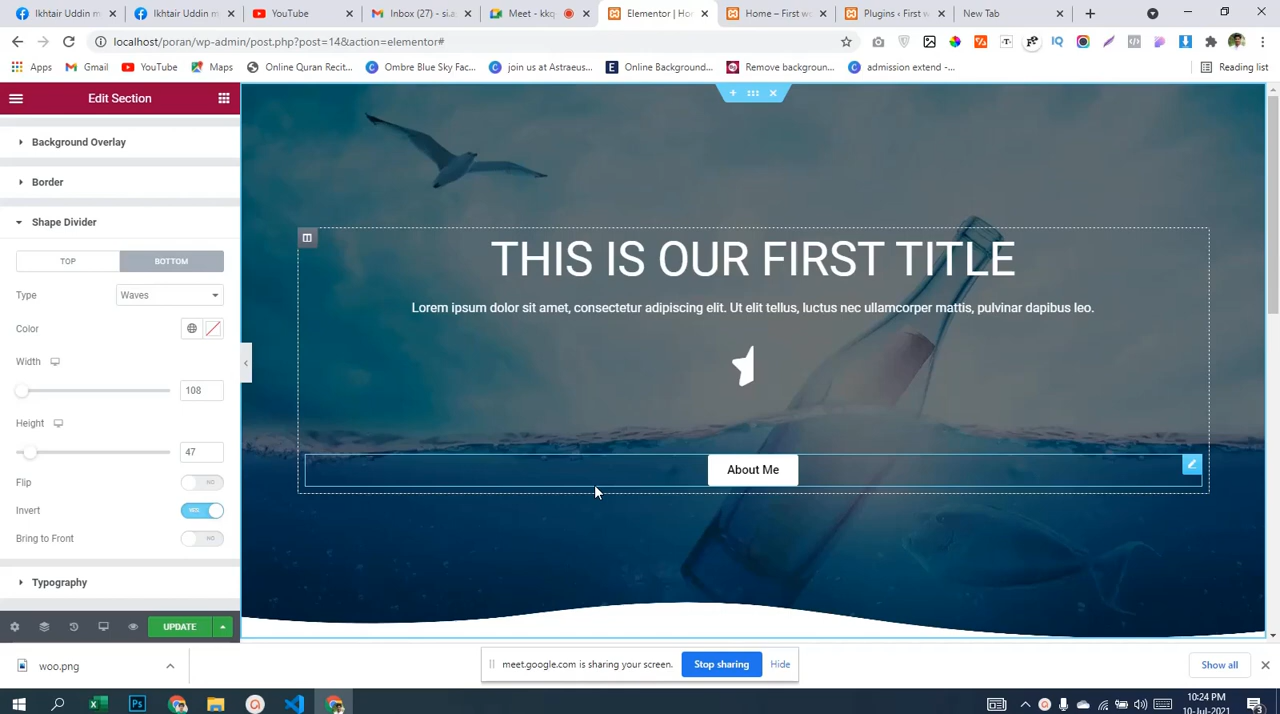 Ikhtair Uddin m
Ikhtair Uddin m
YouTube
Inbox (27) - si.a
Meet - kkq
Elementor | Ho
Home – First w
Plugins ‹ First w
New Tab
localhost/poran/wp-admin/post.php?post=14&action=elementor#
Apps
Gmail
YouTube
Maps
Online Quran Recit...
Ombre Blue Sky Fac...
join us at Astraeus...
Online Background...
Remove backgroun...
admission extend -...
Reading list
Edit Section
Background Overlay
Border
Shape Divider
TOP
BOTTOM
Type
Waves
Color
Width
108
Height
47
Flip
NO
Invert
YES
Bring to Front
NO
Typography
UPDATE
THIS IS OUR FIRST TITLE
Lorem ipsum dolor sit amet, consectetur adipiscing elit. Ut elit tellus, luctus nec ullamcorper mattis, pulvinar dapibus leo.
About Me
woo.png
meet.google.com is sharing your screen.
Stop sharing
Hide
Show all
10:24 PM
10-Jul-2021